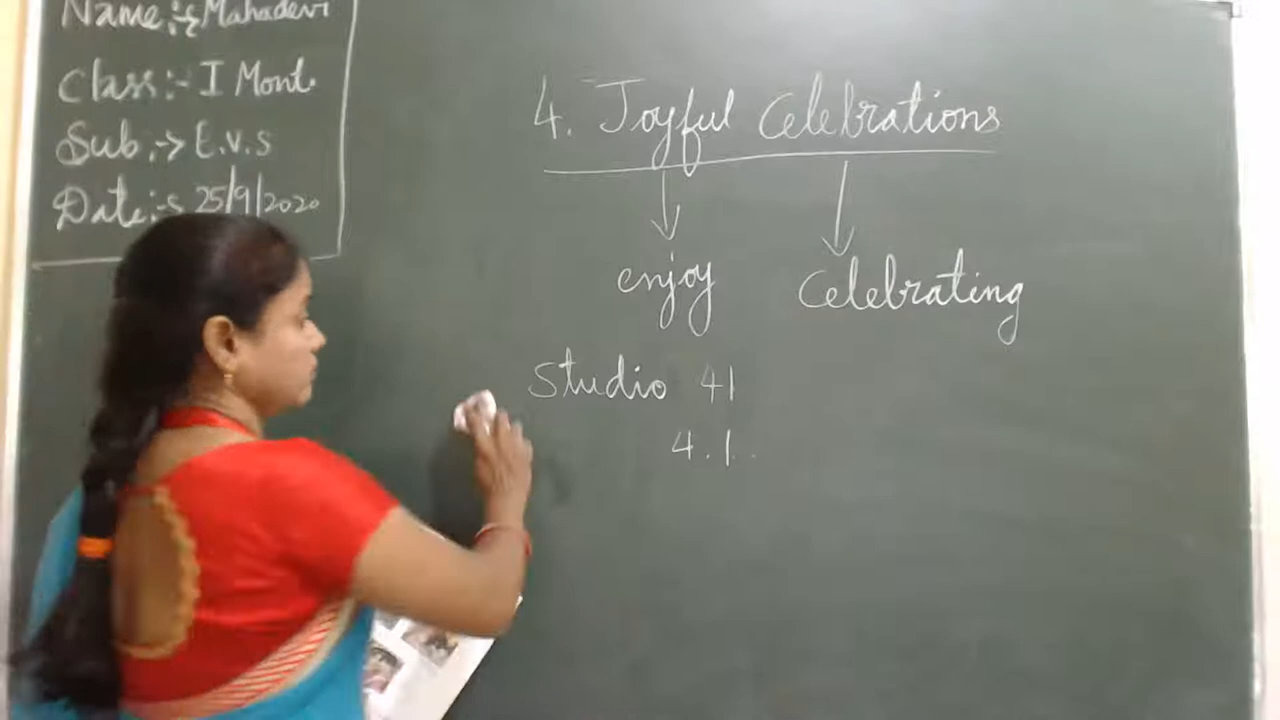 Name :- Mahadevi
Class :- I Mont.
Sub :-> E.v.s
Date :- 25/9/2020
4. Joyful Celebrations
enjoy celebrating
Studio 41
4.1.